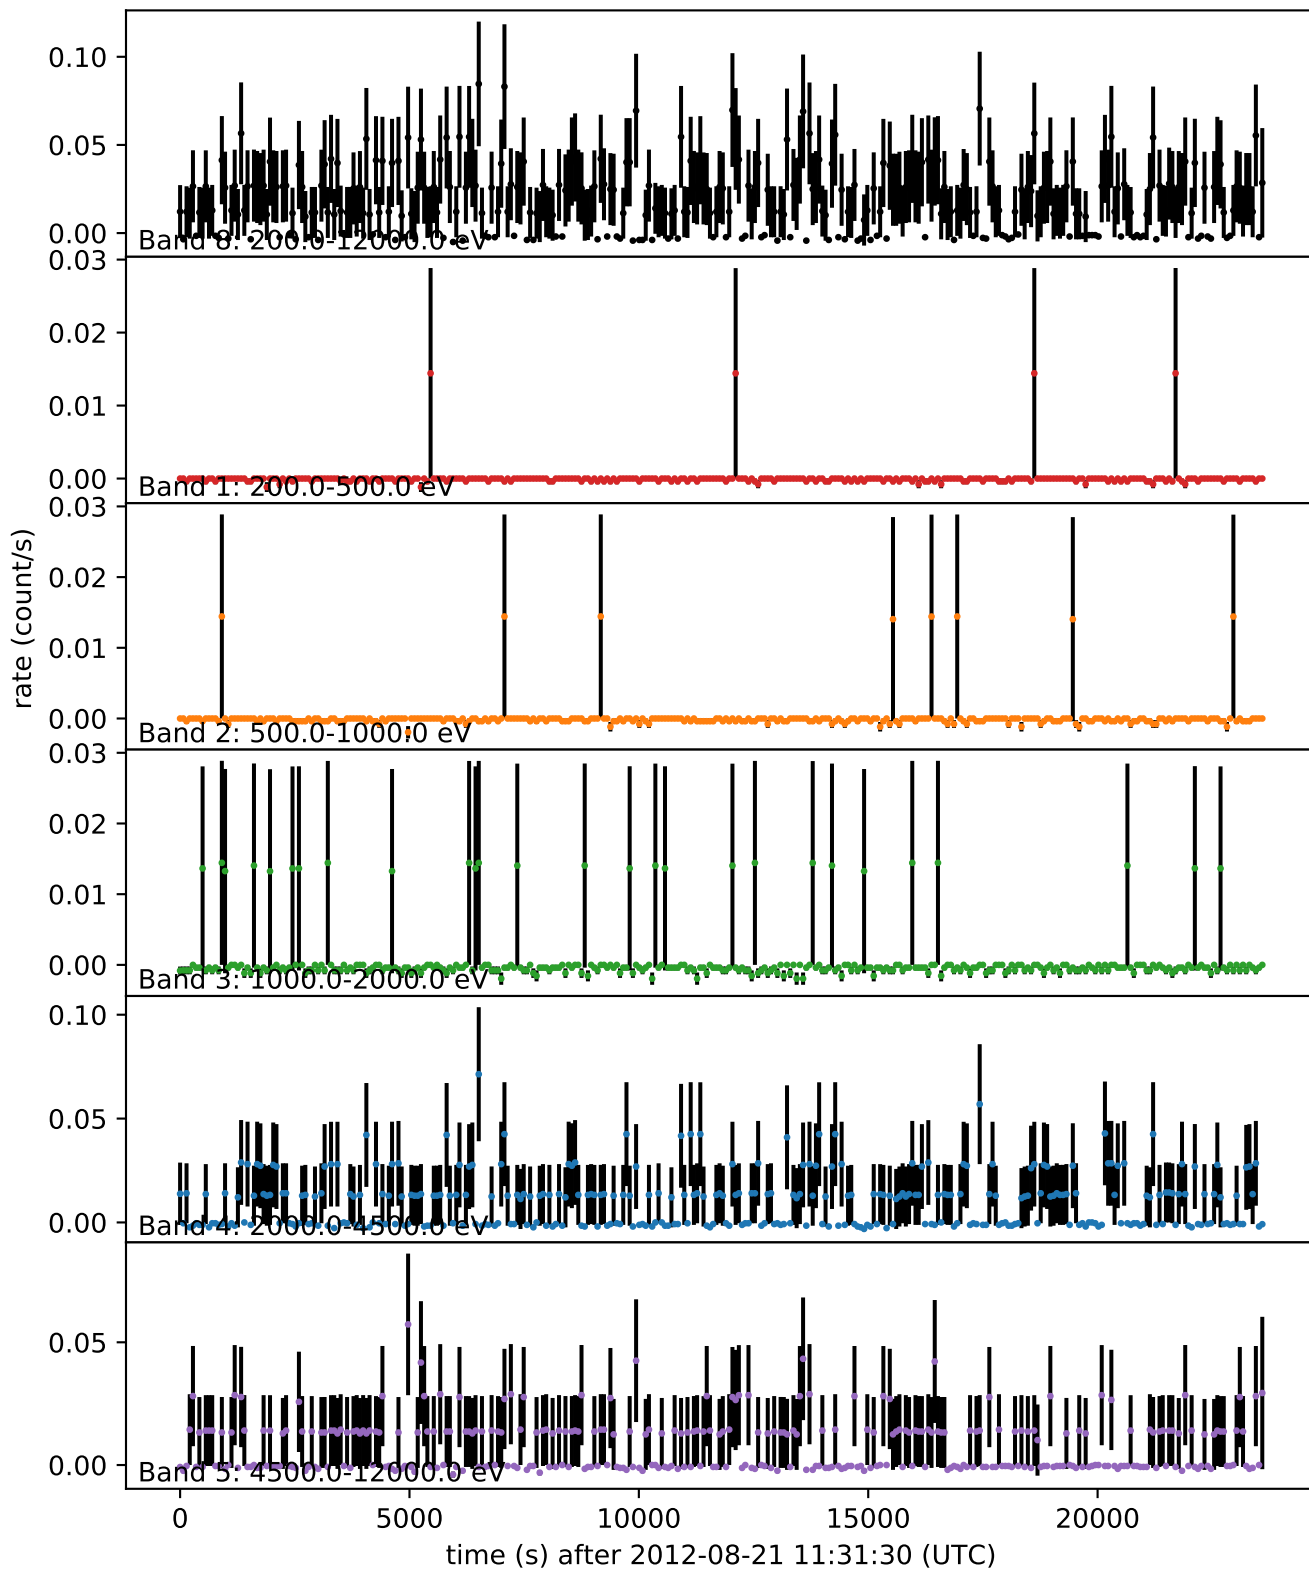 0.10
0.05
0.00
Band 8: 200.0-12000.0 eV
0.03
0.02
0.01
0.00
Band 1: 200.0-500.0 eV
0.03
0.02
0.01
0.00
Band 2: 500.0-1000.0 eV
rate (count/s)
0.03
0.02
0.01
0.00
Band 3: 1000.0-2000.0 eV
0.10
0.05
0.00
Band 4: 2000.0-4500.0 eV
0.05
0.00
Band 5: 4500.0-12000.0 eV
0 5000 10000 15000 20000
time (s) after 2012-08-21 11:31:30 (UTC)